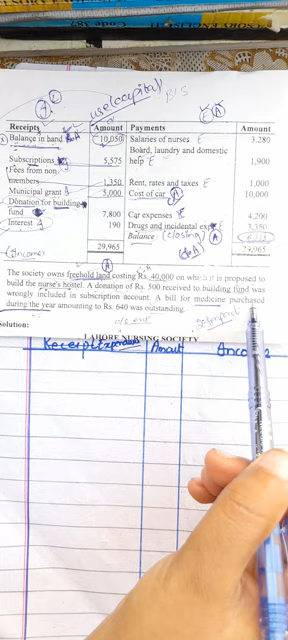 use(capital) B/S
Receipts Amount Payments Amount
Balance in hand 10,050 Salaries of nurses E 3,280
Board, laundry and domestic
Subscriptions 5,575 help E 1,900
Fees from non
members 1,350 Rent, rates and taxes E 1,000
Municipal grant 5,000 Cost of car A 10,000
Donation for building
fund 7,800 Car expenses 4,200
Interest 190 Drugs and incidental exp 3,350
Balance (closing) A
(Income) 29,965 29,965
The society owns freehold land costing Rs. 40,000 on which it is proposed to
build the nurse's hostel. A donation of Rs. 500 received to building fund was
wrongly included in subscription account. A bill for medicine purchased
during the year amounting to Rs. 640 was outstanding.
Solution: LAHORE NURSING SOCIETY
Amount